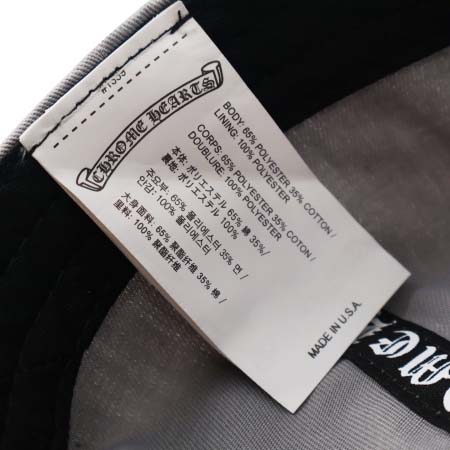 CHROME HEARTS
BODY: 65% POLYESTER 35% COTTON /
LINING: 100% POLYESTER
CORPS: 65% POLYESTER 35% COTON /
DOUBLURE: 100% POLYESTER
本体: ポリエステル 65% 綿 35%/
裏地: ポリエステル 100%
주요부: 65% 폴리에스터 35% 면 /
안감: 100% 폴리에스터
大身面料: 65% 聚酯纤维 35% 棉 /
里料: 100% 聚酯纤维
MADE IN U.S.A.